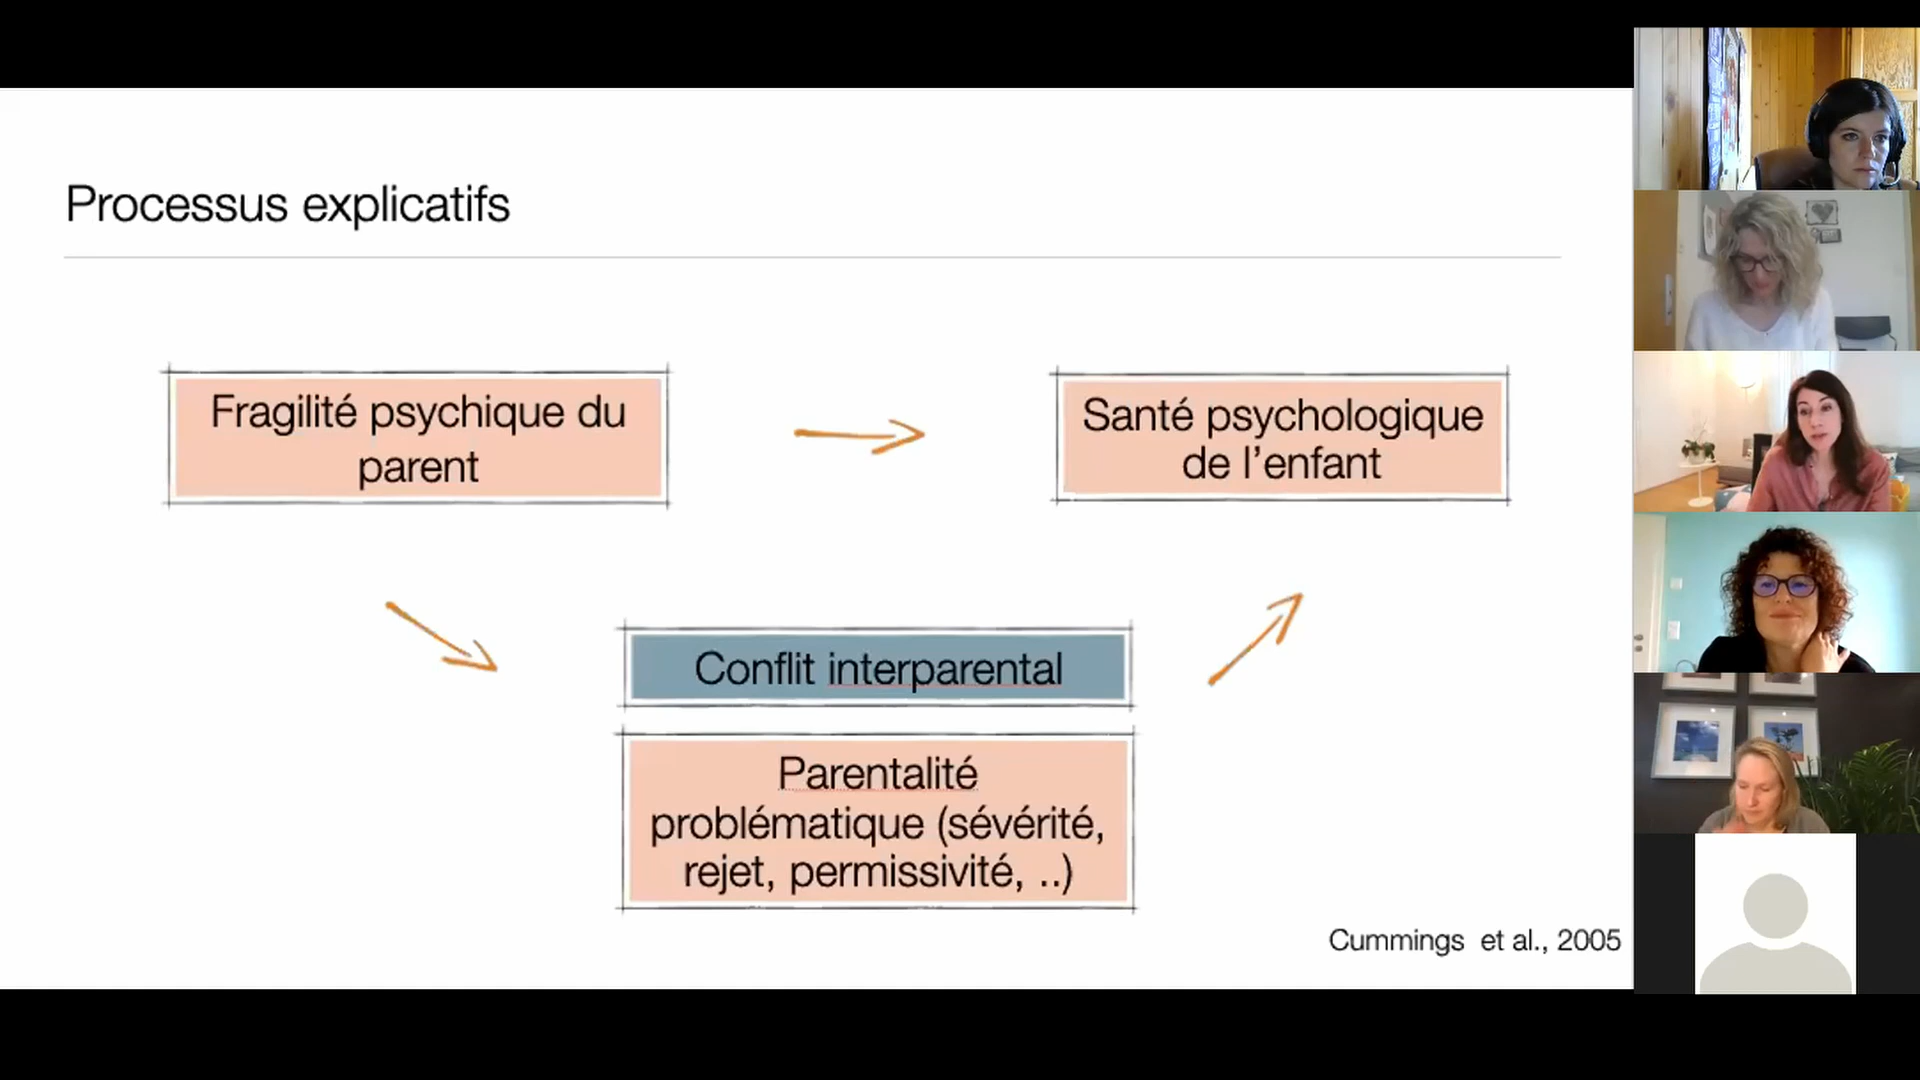 Processus explicatifs
Fragilité psychique du
parent
Santé psychologique
de l’enfant
Conflit interparental
Parentalité
problématique (sévérité,
rejet, permissivité, ..)
Cummings et al., 2005